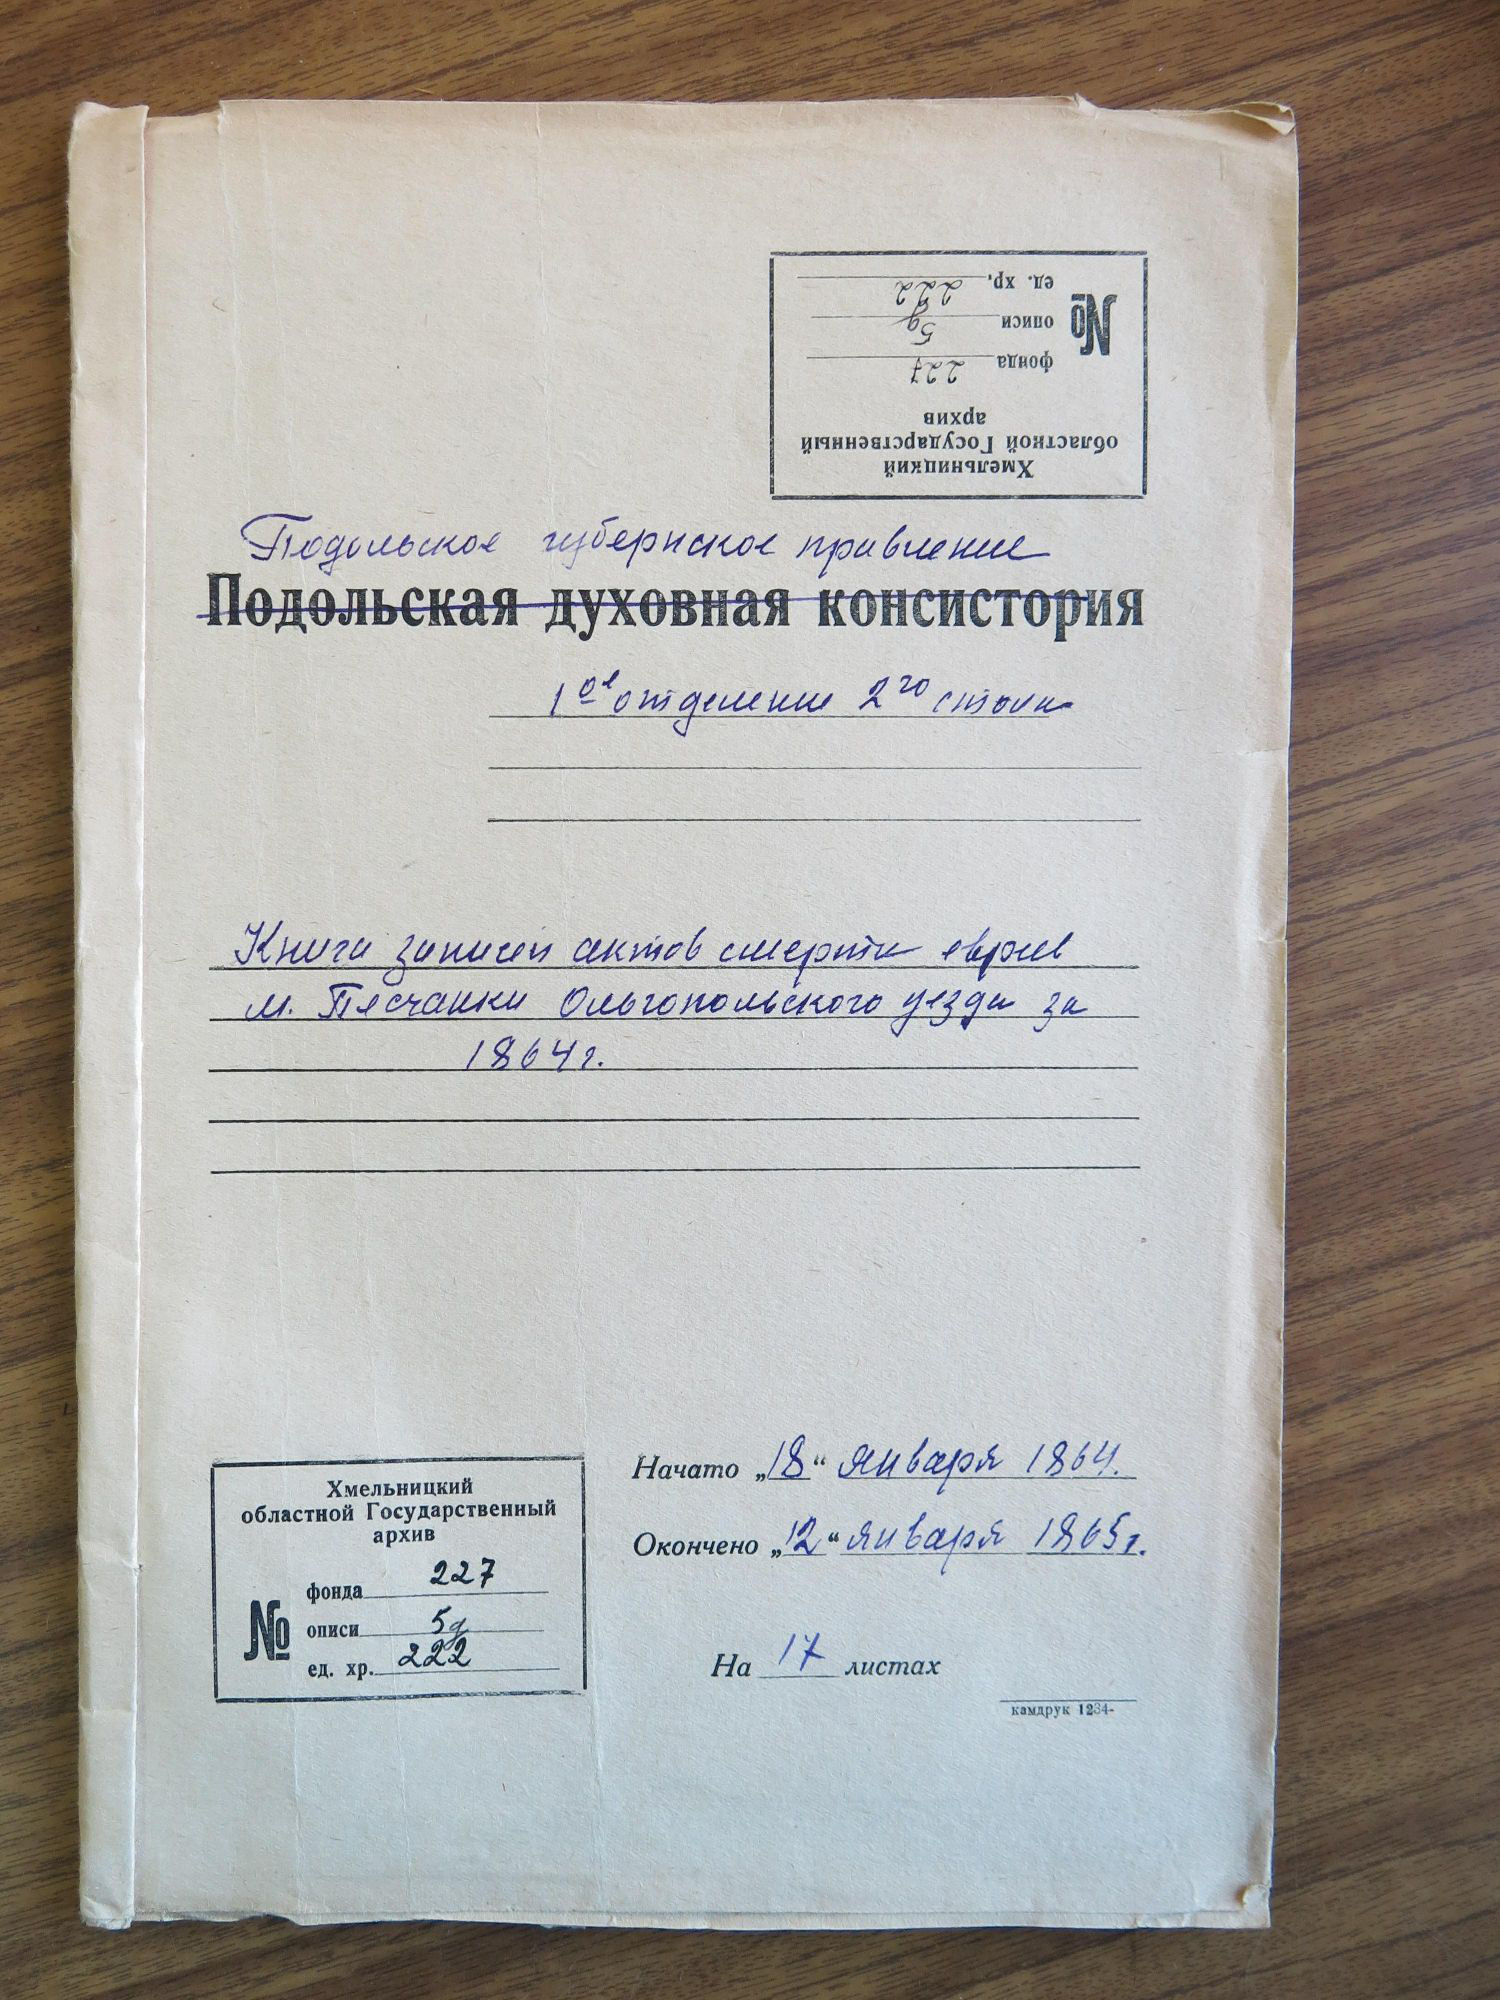 Хмельницкий
областной Государственный
архив
№
фонда 227
описи 5д
ед. хр. 222
Подольское губернское правление
Подольская духовная консистория
1ое отделение 2го стола
Книга записей актов смерти евреев
м. Песчанки Ольгопольского уезда за
1864 г.
Хмельницкий
областной Государственный
архив
№
фонда 227
описи 5д
ед. хр. 222
Начато „18“ января 1864.
Окончено „12“ января 1865 г.
На 17 листах
камдрук 1234-